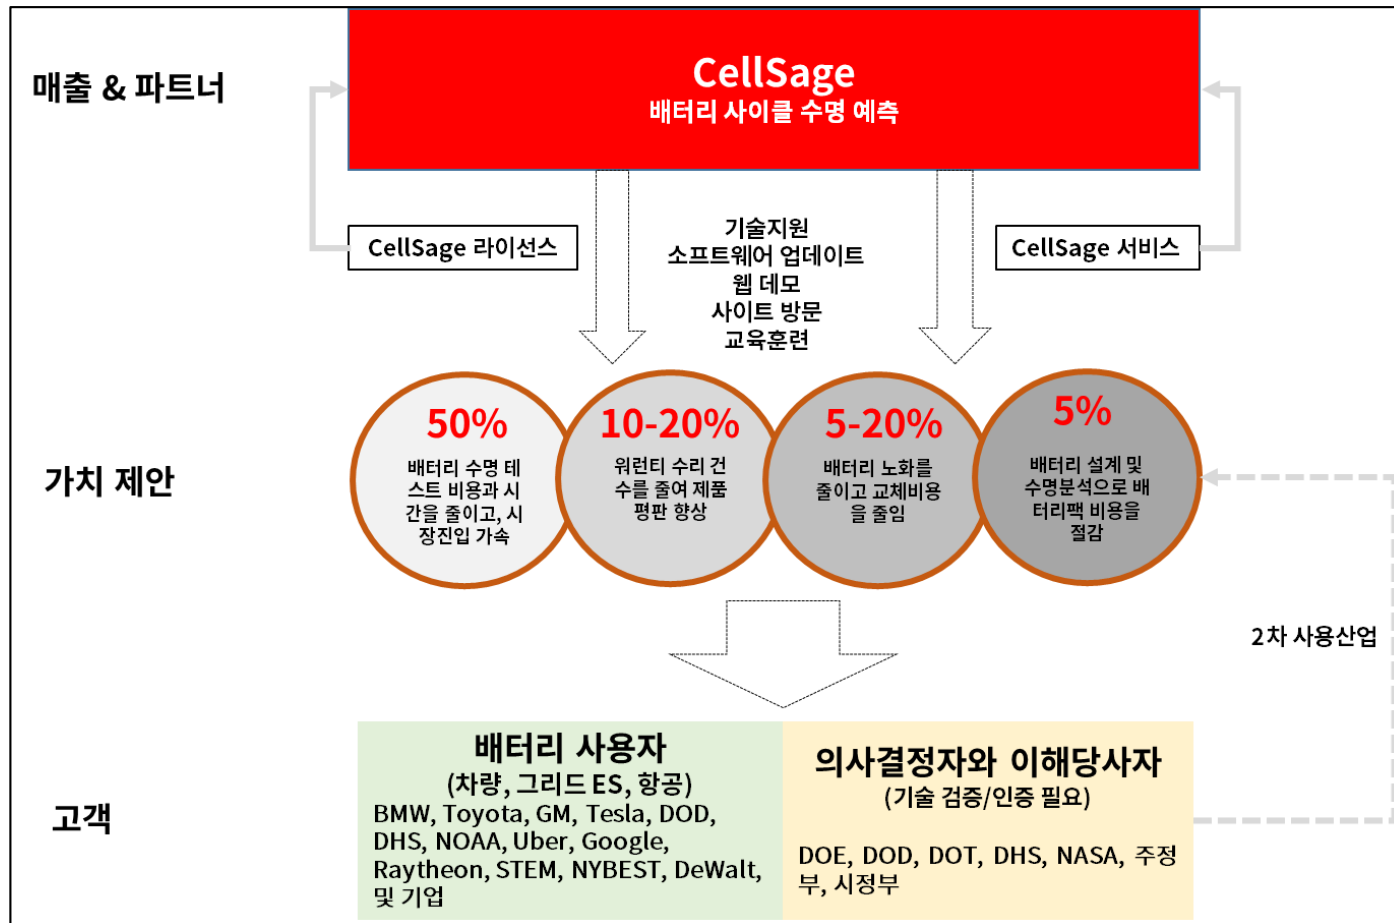 매출 & 파트너
CellSage
배터리 사이클 수명 예측
CellSage 라이선스
기술지원
소프트웨어 업데이트
웹 데모
사이트 방문
교육훈련
CellSage 서비스
가치 제안
50%
배터리 수명 테
스트 비용과 시
간을 줄이고, 시
장진입 가속
10-20%
워런티 수리 건
수를 줄여 제품
평판 향상
5-20%
배터리 노화를
줄이고 교체비용
을 줄임
5%
배터리 설계 및
수명분석으로 배
터리팩 비용을
절감
2차 사용산업
고객
배터리 사용자
(차량, 그리드 ES, 항공)
BMW, Toyota, GM, Tesla, DOD,
DHS, NOAA, Uber, Google,
Raytheon, STEM, NYBEST, DeWalt,
및 기업
의사결정자와 이해당사자
(기술 검증/인증 필요)
DOE, DOD, DOT, DHS, NASA, 주정
부, 시정부